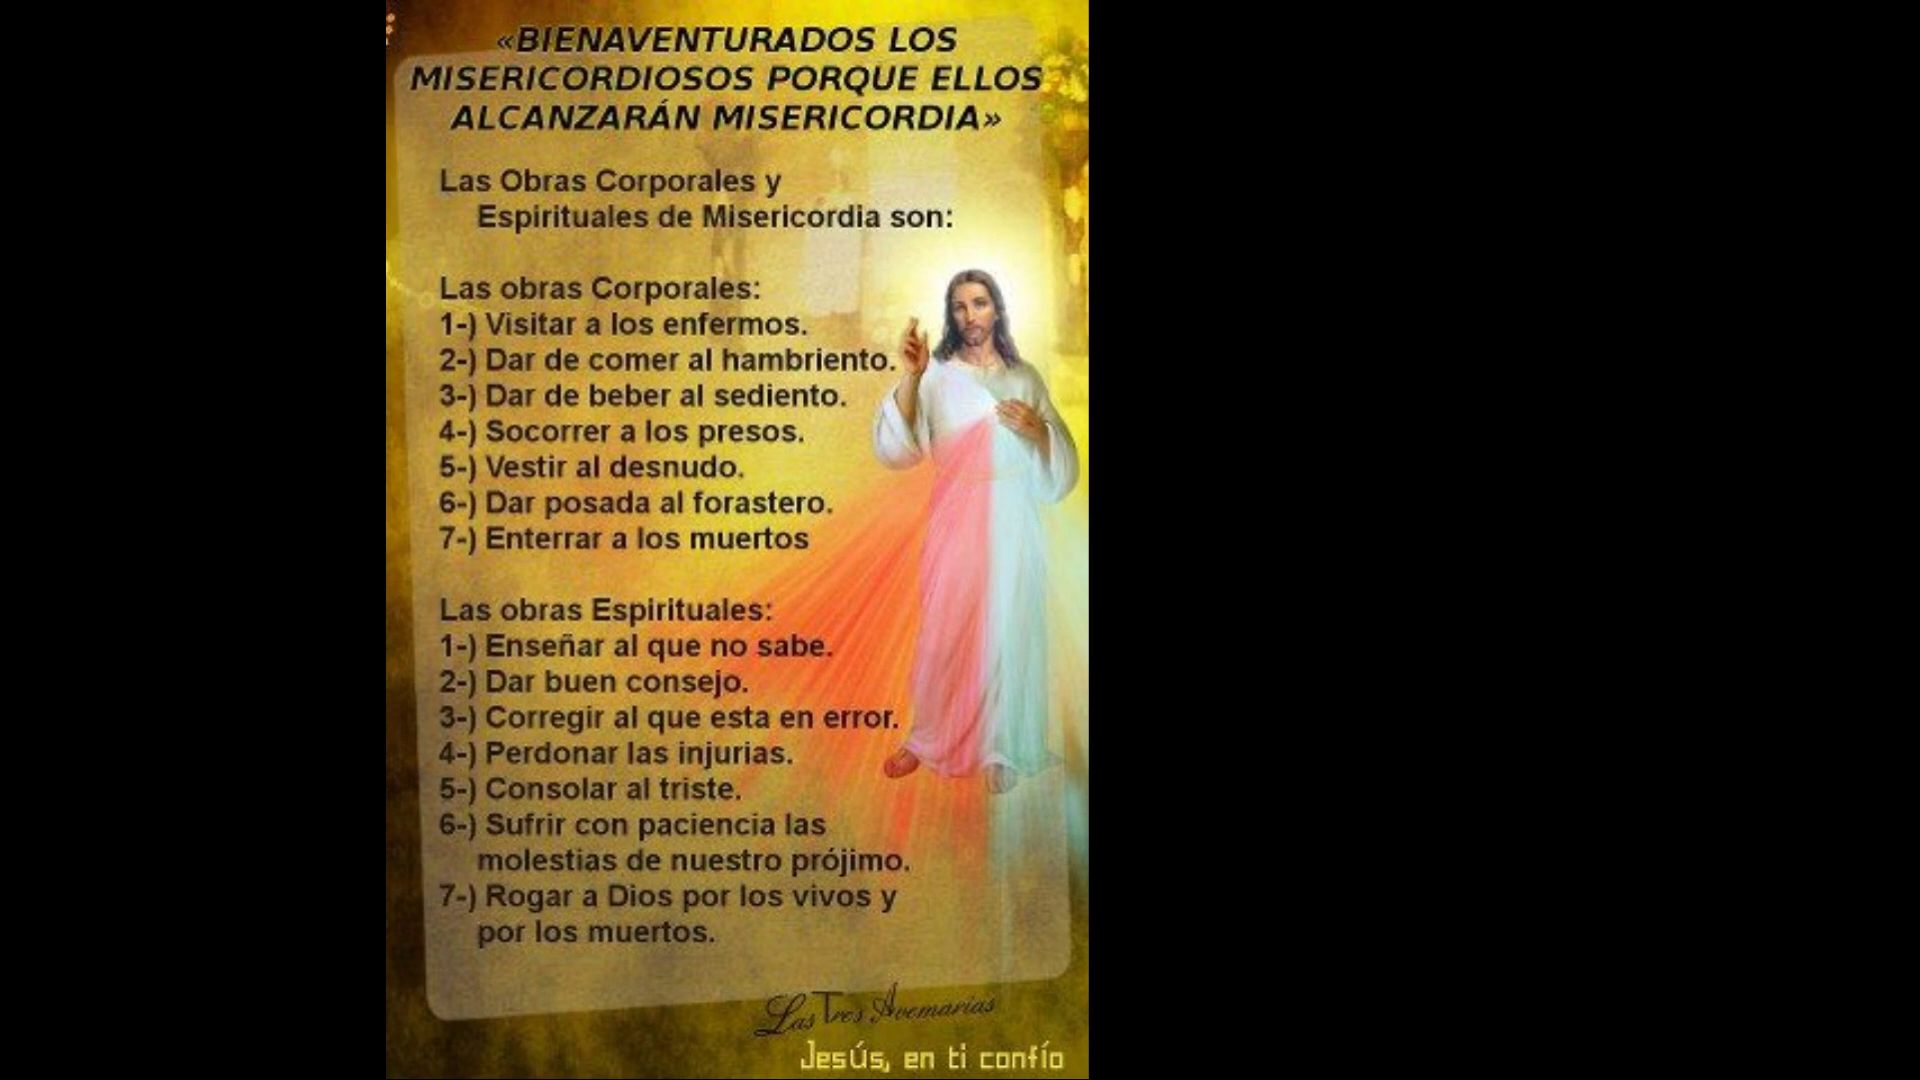 «BIENAVENTURADOS LOS
MISERICORDIOSOS PORQUE ELLOS
ALCANZARÁN MISERICORDIA»
Las Obras Corporales y
Espirituales de Misericordia son:
Las obras Corporales:
1-) Visitar a los enfermos.
2-) Dar de comer al hambriento.
3-) Dar de beber al sediento.
4-) Socorrer a los presos.
5-) Vestir al desnudo.
6-) Dar posada al forastero.
7-) Enterrar a los muertos
Las obras Espirituales:
1-) Enseñar al que no sabe.
2-) Dar buen consejo.
3-) Corregir al que esta en error.
4-) Perdonar las injurias.
5-) Consolar al triste.
6-) Sufrir con paciencia las
molestias de nuestro prójimo.
7-) Rogar a Dios por los vivos y
por los muertos.
Las Tres Avemarías
Jesús, en ti confío